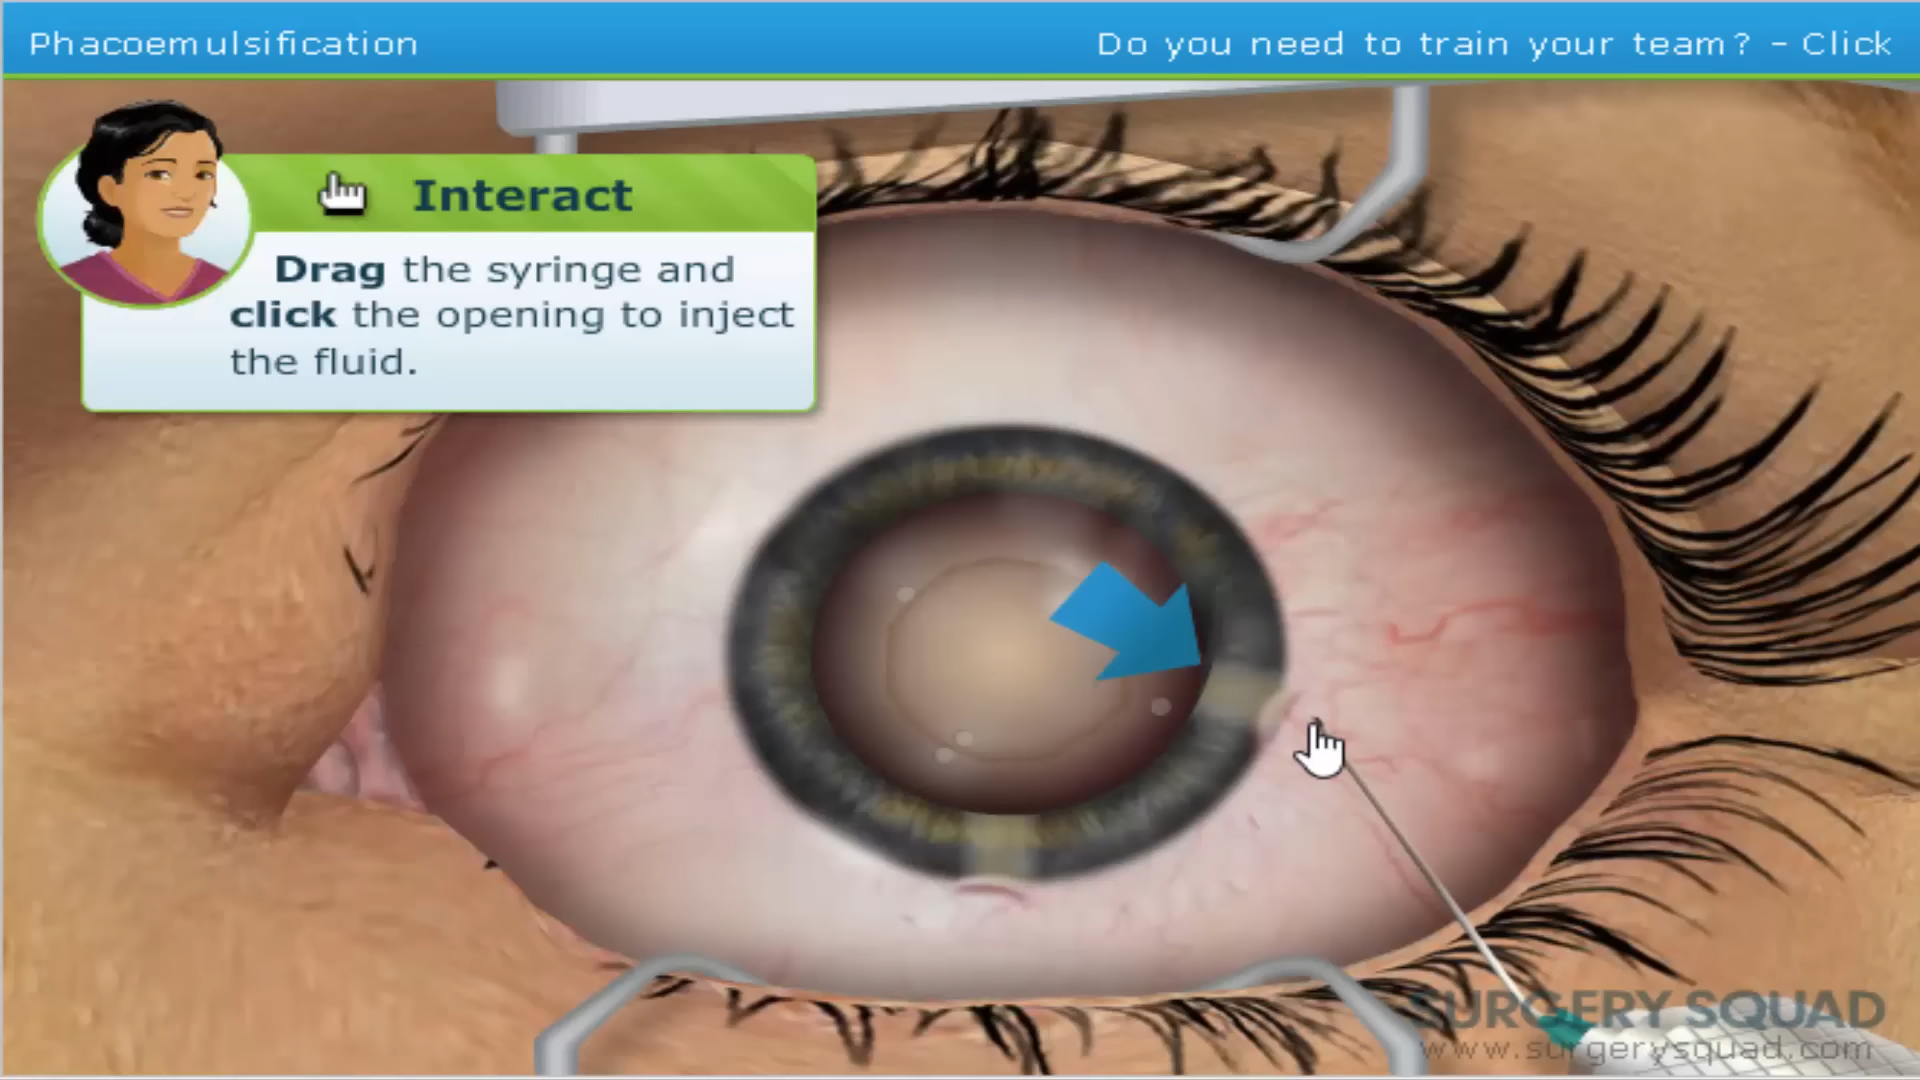 Phacoemulsification
Do you need to train your team? - Click
Interact
Drag the syringe and
click the opening to inject
the fluid.
SURGERY SQUAD
www.surgerysquad.com